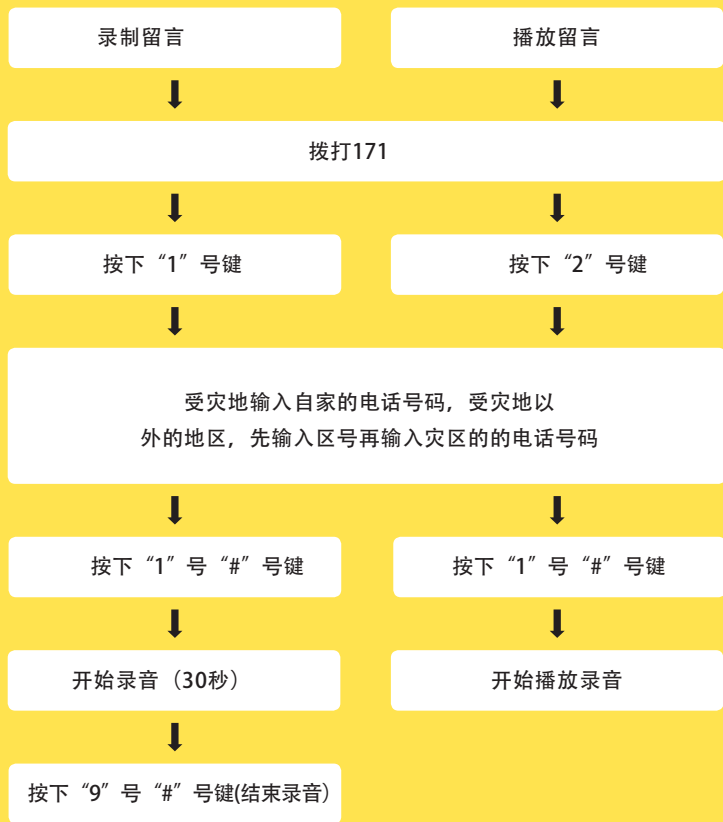 录制留言
播放留言
拨打171
按下“1”号键
按下“2”号键
受灾地输入自家的电话号码，受灾地以
外的地区，先输入区号再输入灾区的的电话号码
按下“1”号“#”号键
按下“1”号“#”号键
开始录音（30秒）
开始播放录音
按下“9”号“#”号键(结束录音）